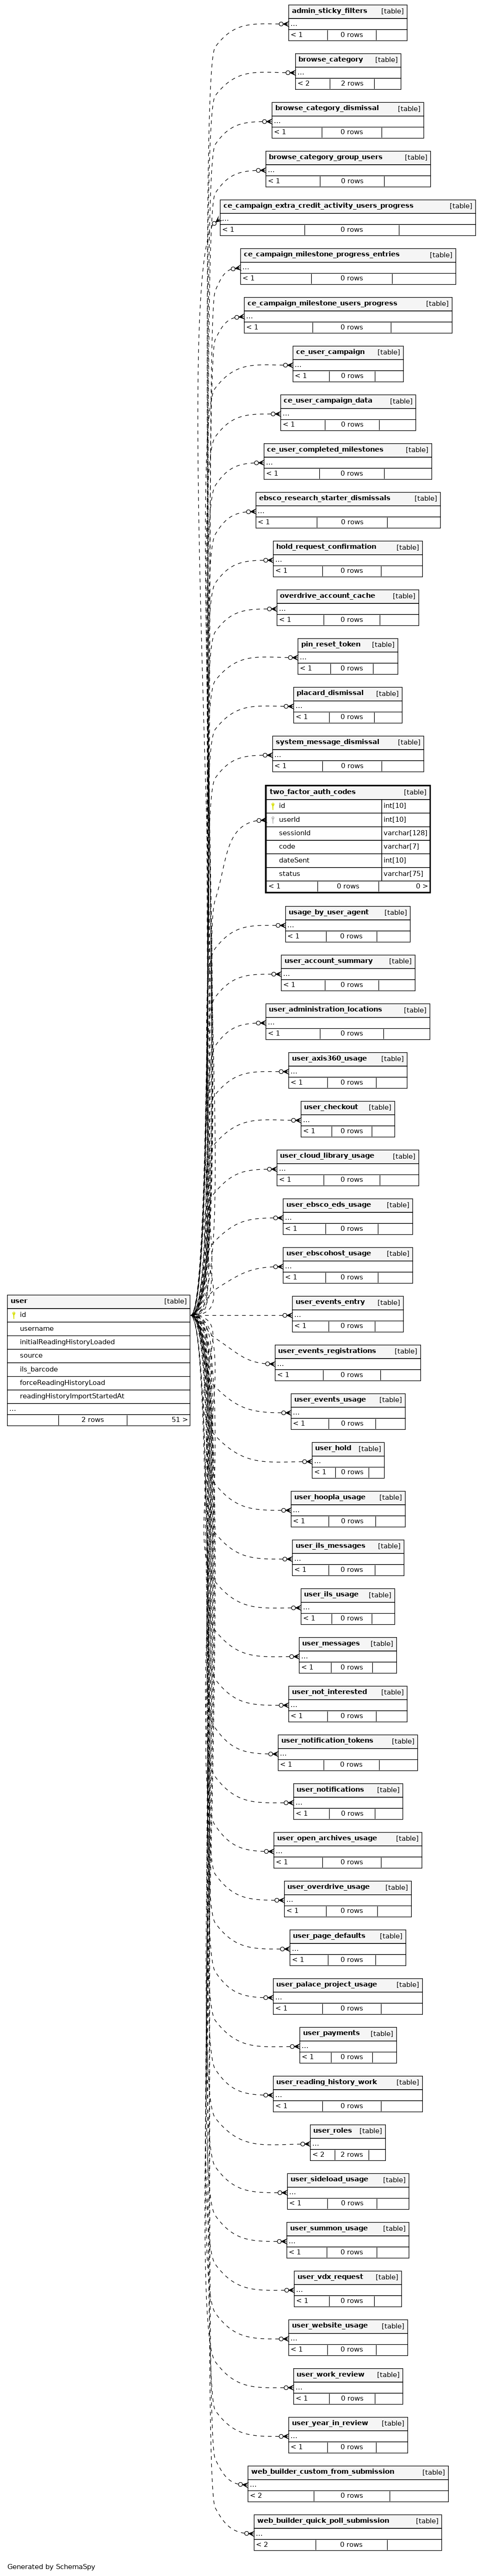 admin_sticky_filters [table]
...
< 1 0 rows
browse_category [table]
...
< 2 2 rows
browse_category_dismissal [table]
...
< 1 0 rows
browse_category_group_users [table]
...
< 1 0 rows
ce_campaign_extra_credit_activity_users_progress [table]
...
< 1 0 rows
ce_campaign_milestone_progress_entries [table]
...
< 1 0 rows
ce_campaign_milestone_users_progress [table]
...
< 1 0 rows
ce_user_campaign [table]
...
< 1 0 rows
ce_user_campaign_data [table]
...
< 1 0 rows
ce_user_completed_milestones [table]
...
< 1 0 rows
ebsco_research_starter_dismissals [table]
...
< 1 0 rows
hold_request_confirmation [table]
...
< 1 0 rows
overdrive_account_cache [table]
...
< 1 0 rows
pin_reset_token [table]
...
< 1 0 rows
placard_dismissal [table]
...
< 1 0 rows
system_message_dismissal [table]
...
< 1 0 rows
two_factor_auth_codes [table]
id int[10]
userId int[10]
sessionId varchar[128]
code varchar[7]
dateSent int[10]
status varchar[75]
< 1 0 rows 0 >
usage_by_user_agent [table]
...
< 1 0 rows
user_account_summary [table]
...
< 1 0 rows
user_administration_locations [table]
...
< 1 0 rows
user_axis360_usage [table]
...
< 1 0 rows
user_checkout [table]
...
< 1 0 rows
user_cloud_library_usage [table]
...
< 1 0 rows
user_ebsco_eds_usage [table]
...
< 1 0 rows
user_ebscohost_usage [table]
...
< 1 0 rows
user [table]
id
username
initialReadingHistoryLoaded
source
ils_barcode
forceReadingHistoryLoad
readingHistoryImportStartedAt
...
2 rows 51 >
user_events_entry [table]
...
< 1 0 rows
user_events_registrations [table]
...
< 1 0 rows
user_events_usage [table]
...
< 1 0 rows
user_hold [table]
...
< 1 0 rows
user_hoopla_usage [table]
...
< 1 0 rows
user_ils_messages [table]
...
< 1 0 rows
user_ils_usage [table]
...
< 1 0 rows
user_messages [table]
...
< 1 0 rows
user_not_interested [table]
...
< 1 0 rows
user_notification_tokens [table]
...
< 1 0 rows
user_notifications [table]
...
< 1 0 rows
user_open_archives_usage [table]
...
< 1 0 rows
user_overdrive_usage [table]
...
< 1 0 rows
user_page_defaults [table]
...
< 1 0 rows
user_palace_project_usage [table]
...
< 1 0 rows
user_payments [table]
...
< 1 0 rows
user_reading_history_work [table]
...
< 1 0 rows
user_roles [table]
...
< 2 2 rows
user_sideload_usage [table]
...
< 1 0 rows
user_summon_usage [table]
...
< 1 0 rows
user_vdx_request [table]
...
< 1 0 rows
user_website_usage [table]
...
< 1 0 rows
user_work_review [table]
...
< 1 0 rows
user_year_in_review [table]
...
< 1 0 rows
web_builder_custom_from_submission [table]
...
< 2 0 rows
web_builder_quick_poll_submission [table]
...
< 2 0 rows
Generated by SchemaSpy